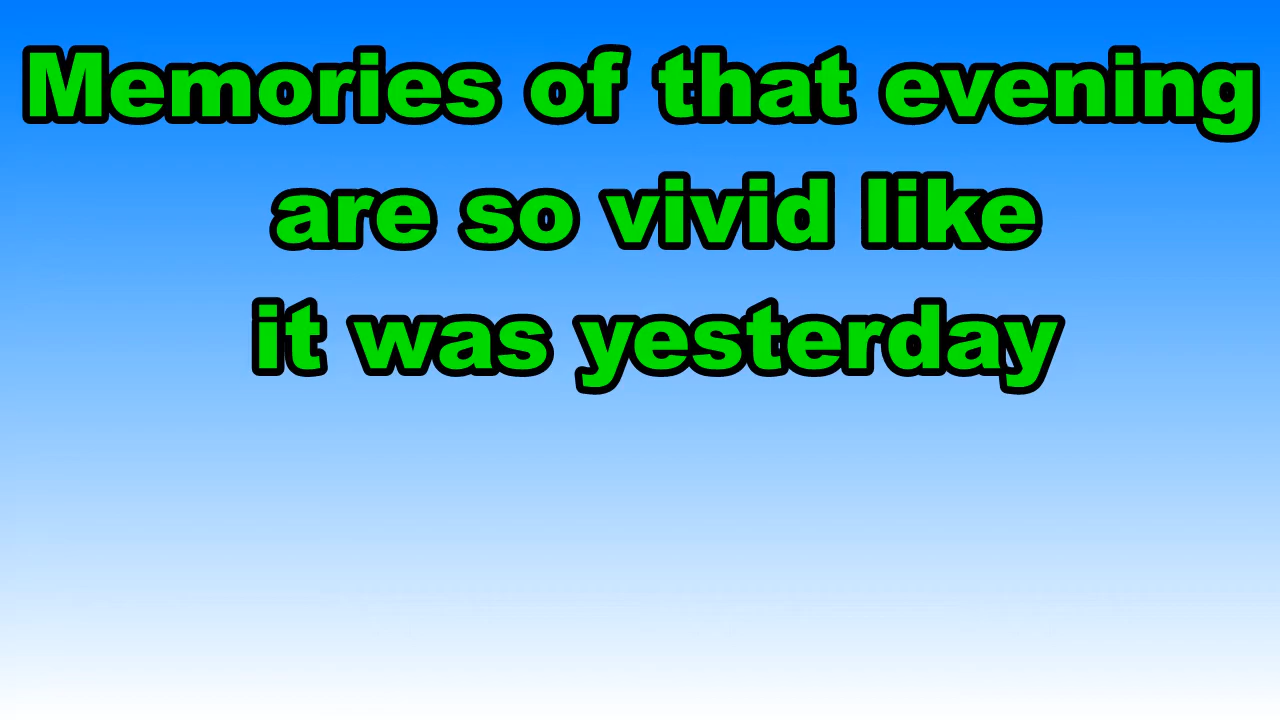 Memories of that evening
are so vivid like
it was yesterday